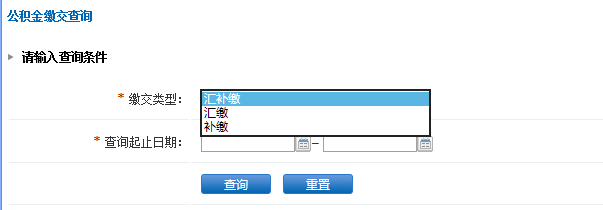 公积金缴交查询
请输入查询条件
* 缴交类型：
汇补缴
汇缴
补缴
* 查询起止日期： –
查询 重置